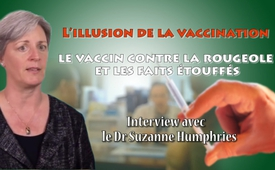 L'illusion de la vaccination
le vaccin contre la rougeole
et les faits étouffés
Interview avec
le Dr Suzanne Humphries